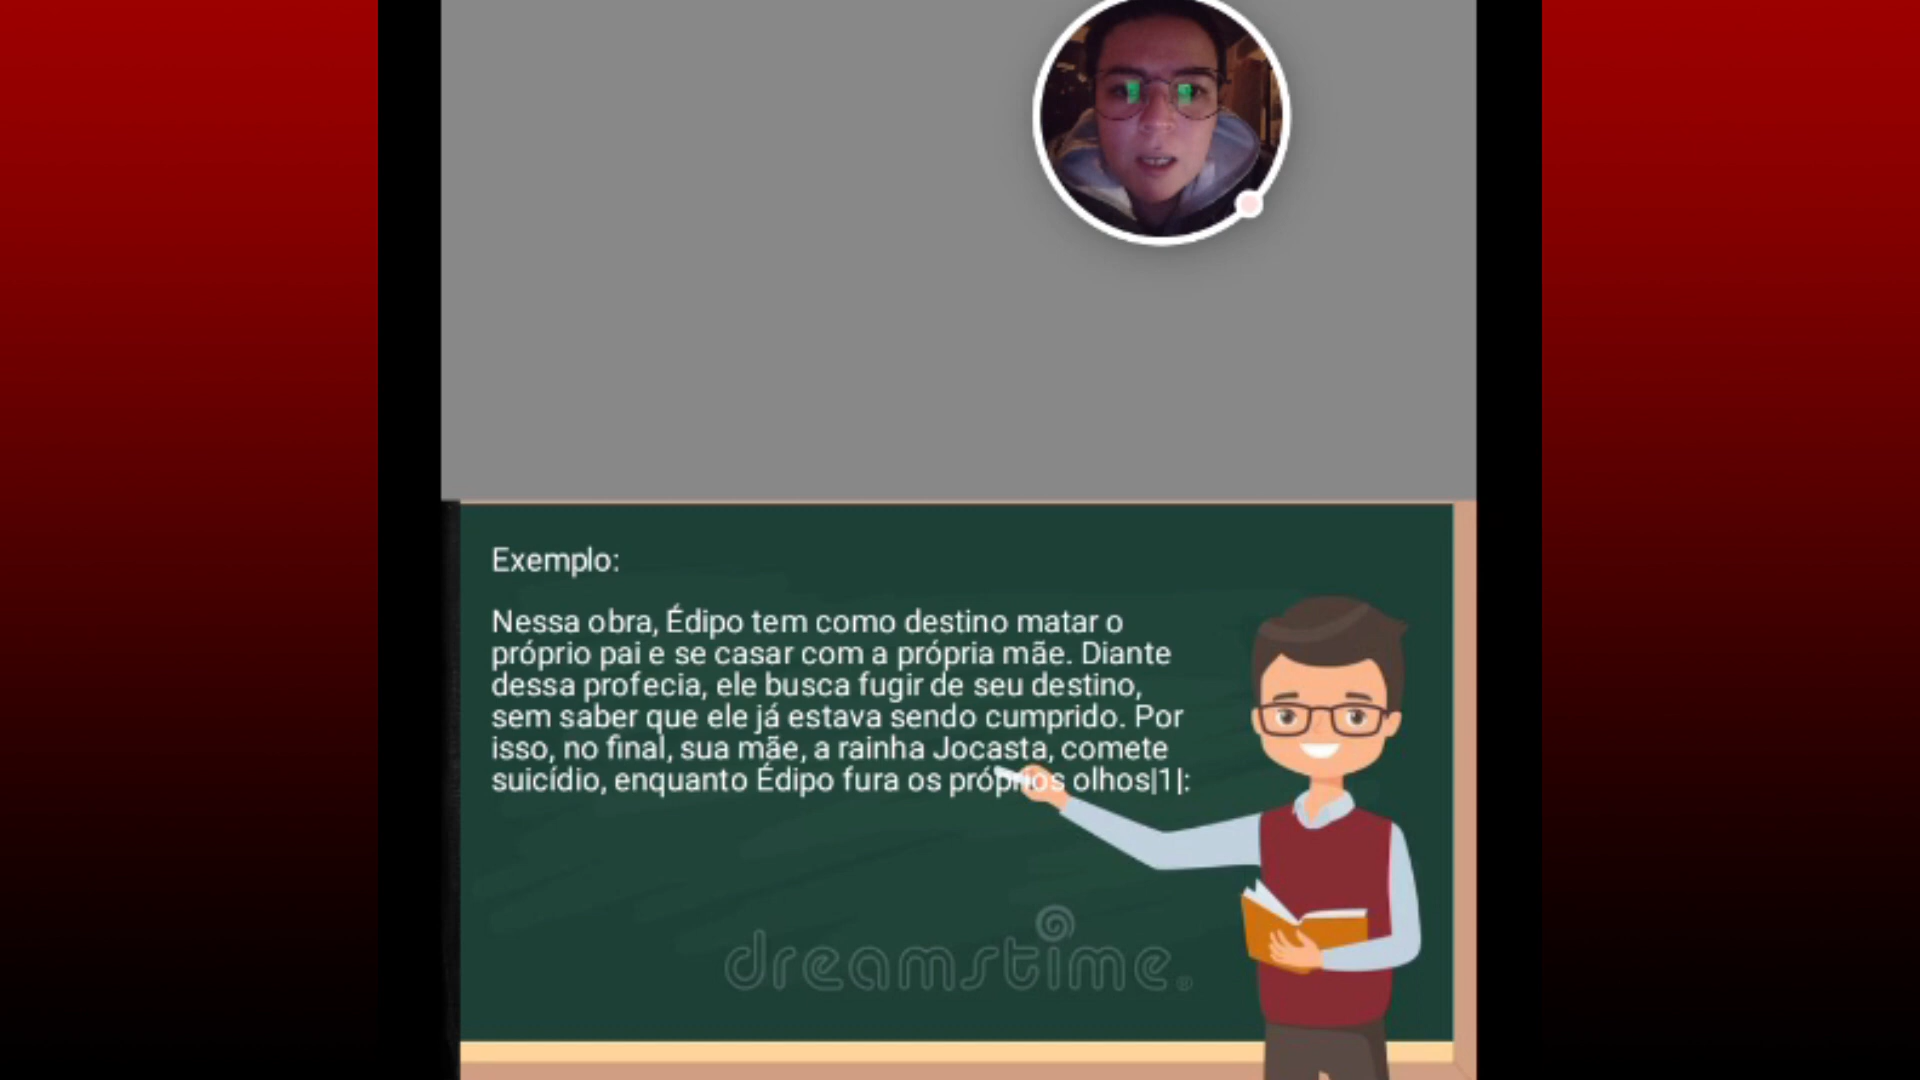 Exemplo:
Nessa obra, Édipo tem como destino matar o
próprio pai e se casar com a própria mãe. Diante
dessa profecia, ele busca fugir de seu destino,
sem saber que ele já estava sendo cumprido. Por
isso, no final, sua mãe, a rainha Jocasta, comete
suicídio, enquanto Édipo fura os próprios olhos|1|:
dreamstime®